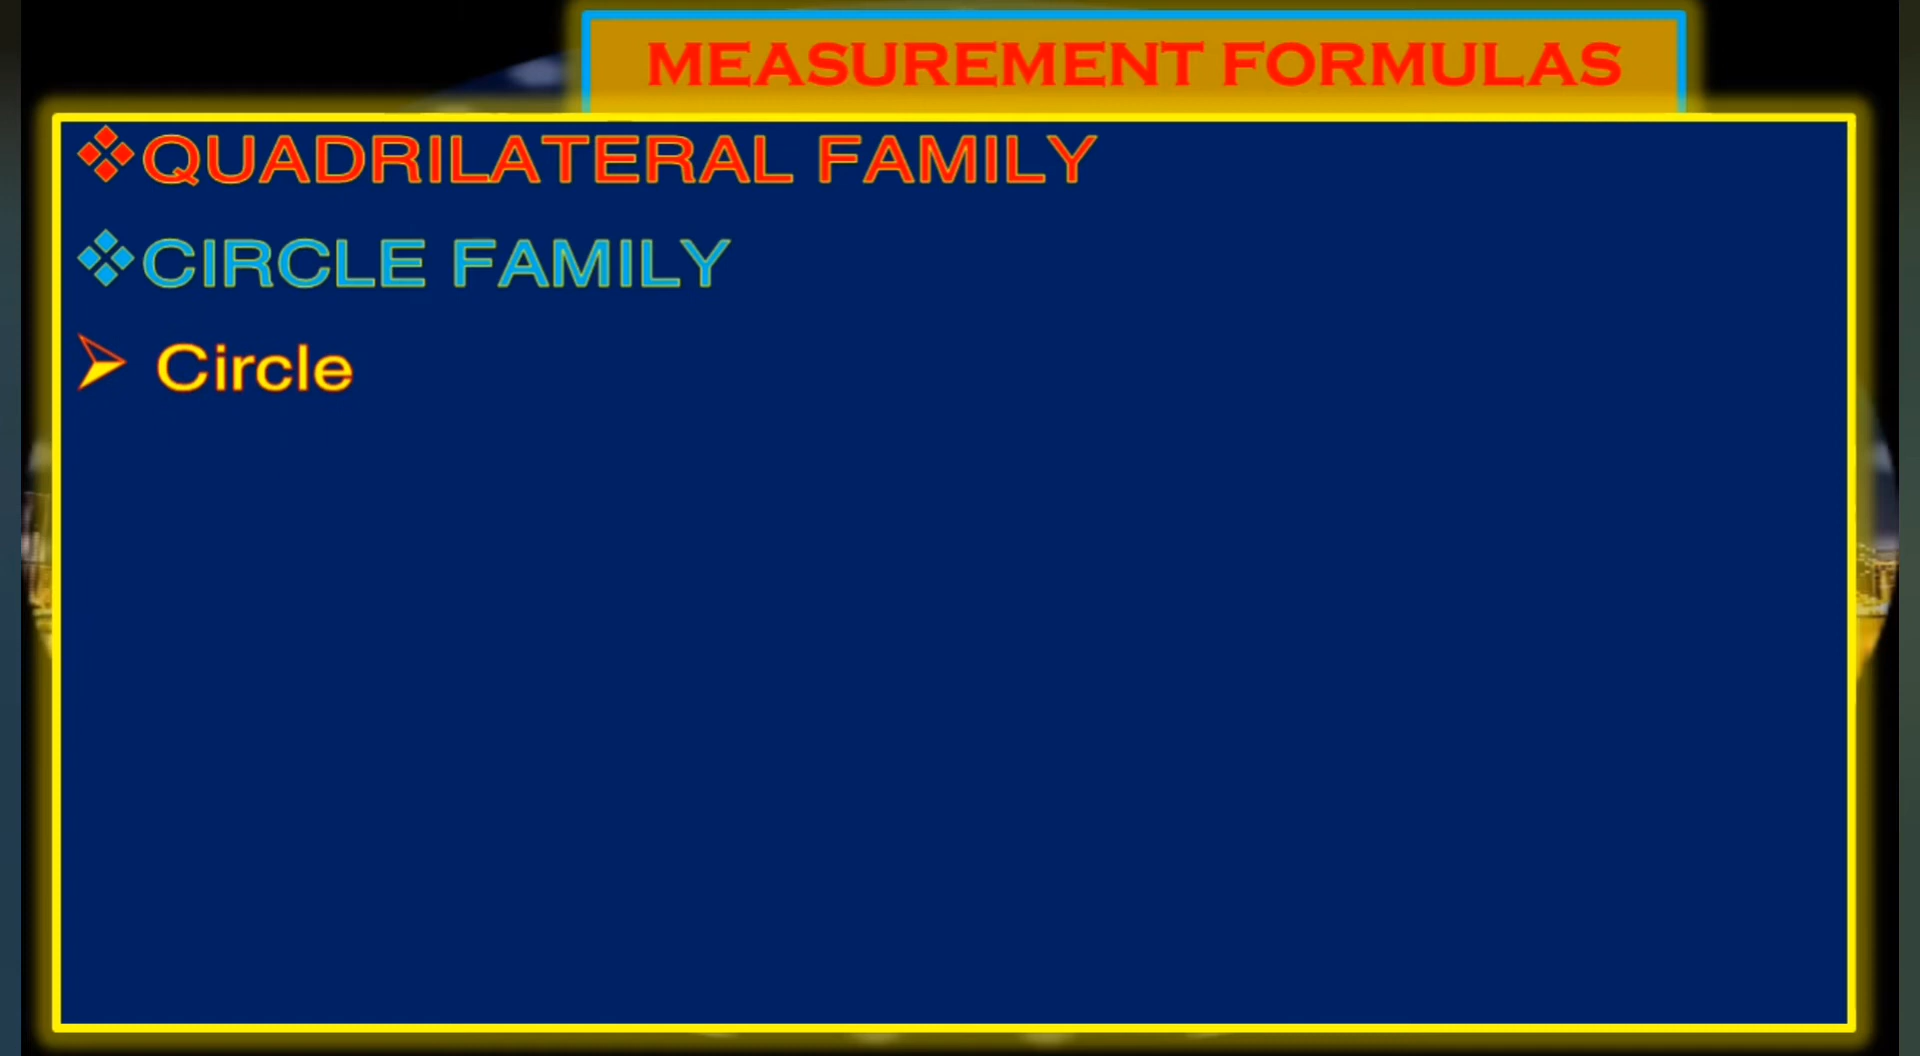 MEASUREMENT FORMULAS
❖QUADRILATERAL FAMILY
❖CIRCLE FAMILY
➢ Circle